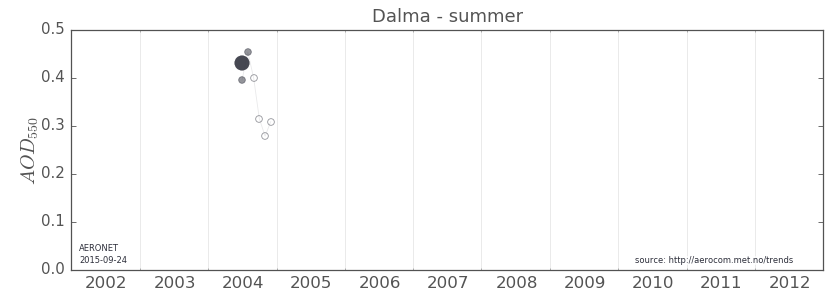 Dalma - summer
0.5
0.4
0.3
0.2
0.1
0.0
AOD550
AERONET
2015-09-24
source: http://aerocom.met.no/trends
2002 2003 2004 2005 2006 2007 2008 2009 2010 2011 2012